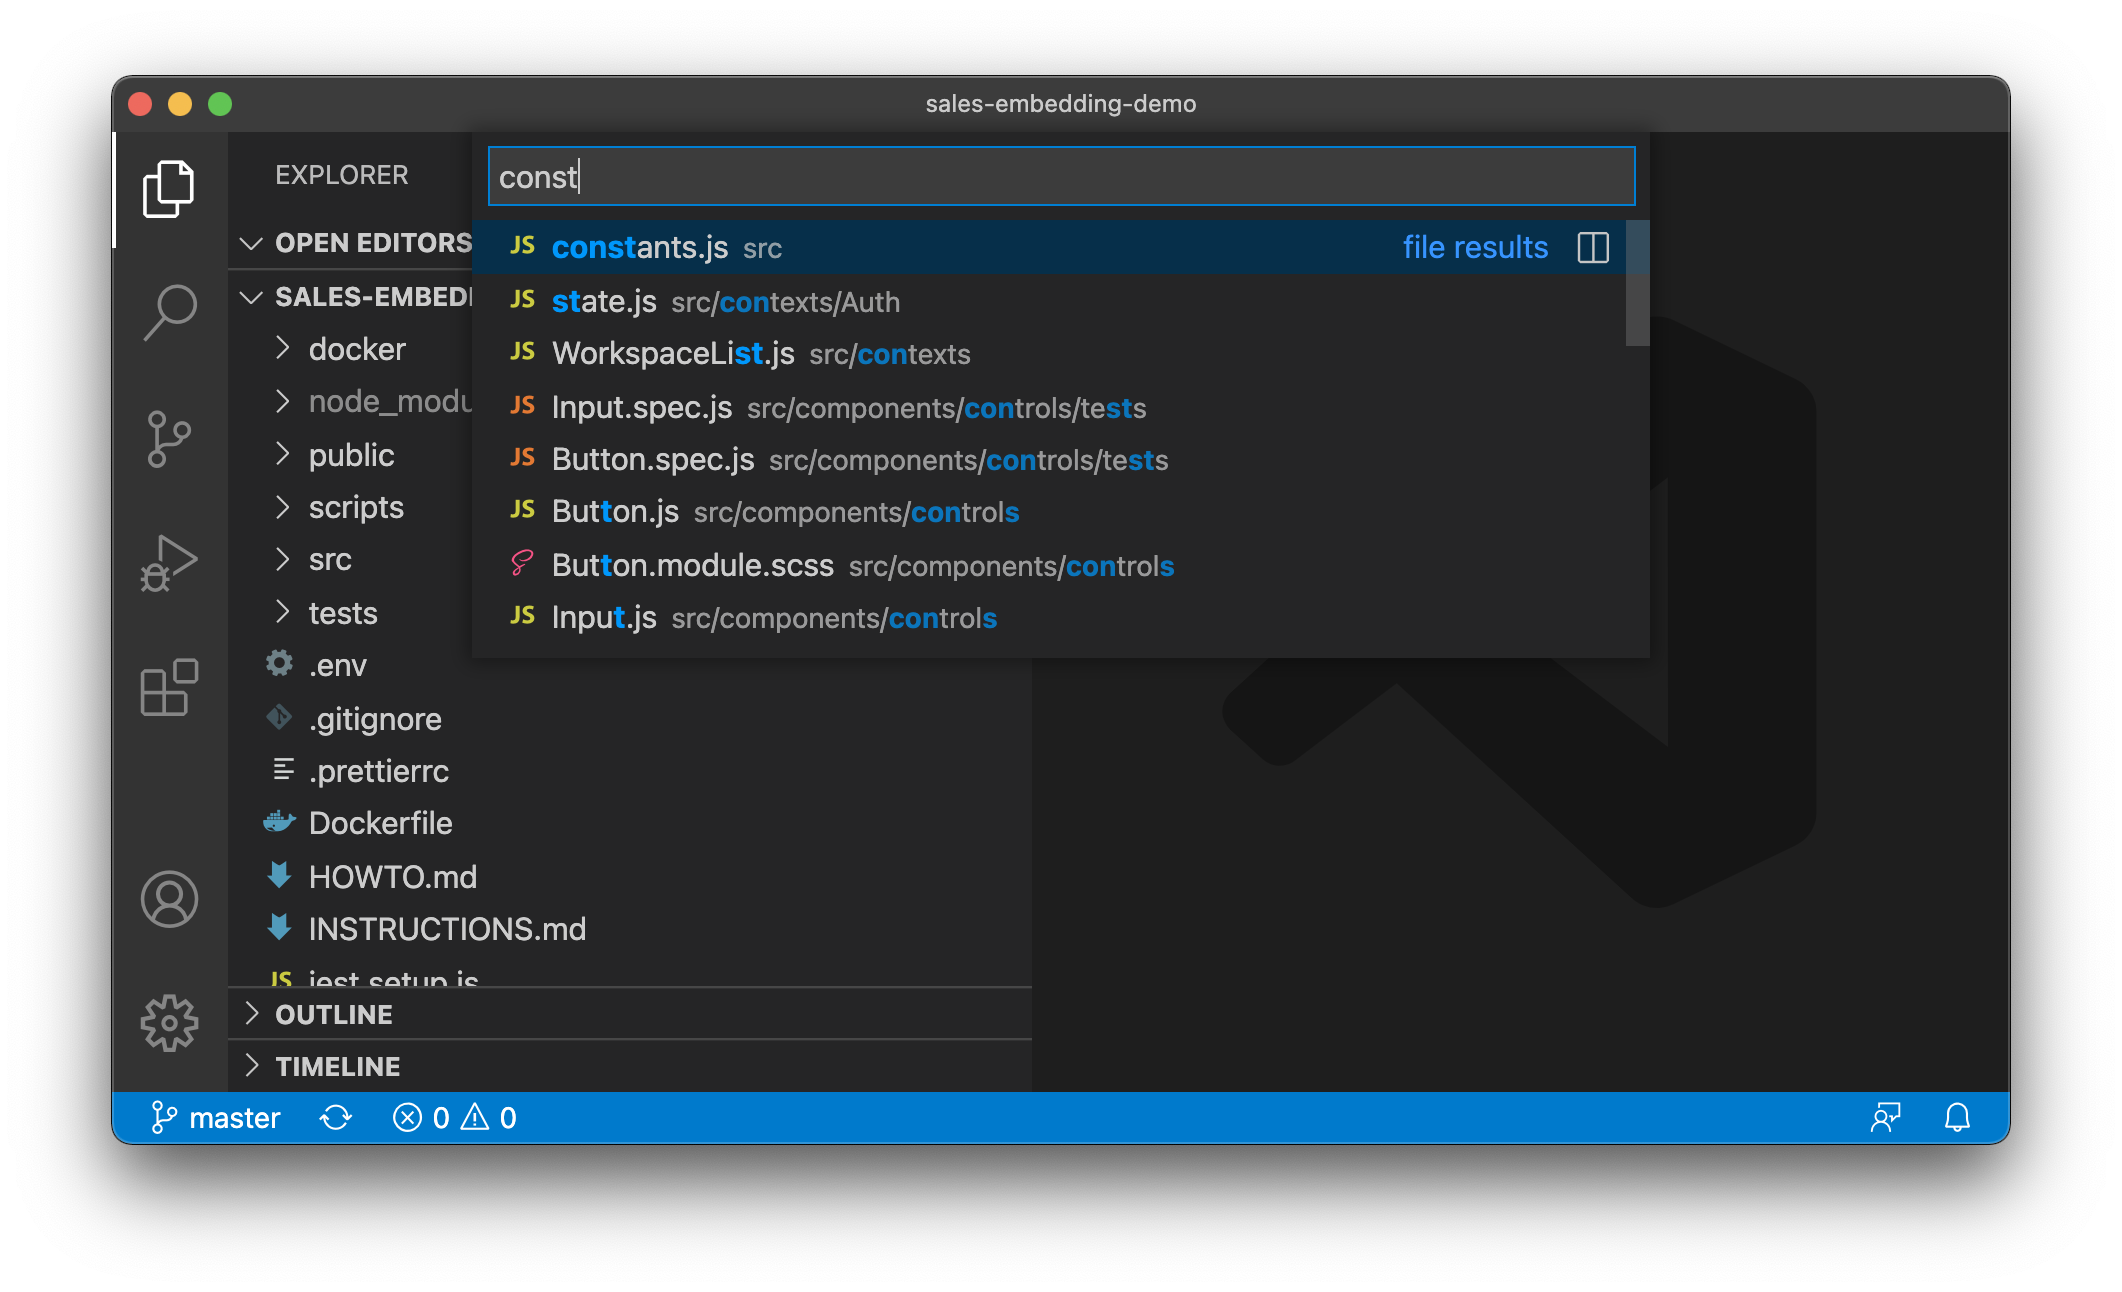 sales-embedding-demo
EXPLORER
const
OPEN EDITORS
SALES-EMBED
docker
node_modu
public
scripts
src
tests
.env
.gitignore
.prettierrc
Dockerfile
HOWTO.md
INSTRUCTIONS.md
JS jest.setup.js
OUTLINE
TIMELINE
JS constants.js src file results
JS state.js src/contexts/Auth
JS WorkspaceList.js src/contexts
JS Input.spec.js src/components/controls/tests
JS Button.spec.js src/components/controls/tests
JS Button.js src/components/controls
Button.module.scss src/components/controls
JS Input.js src/components/controls
master 0 0